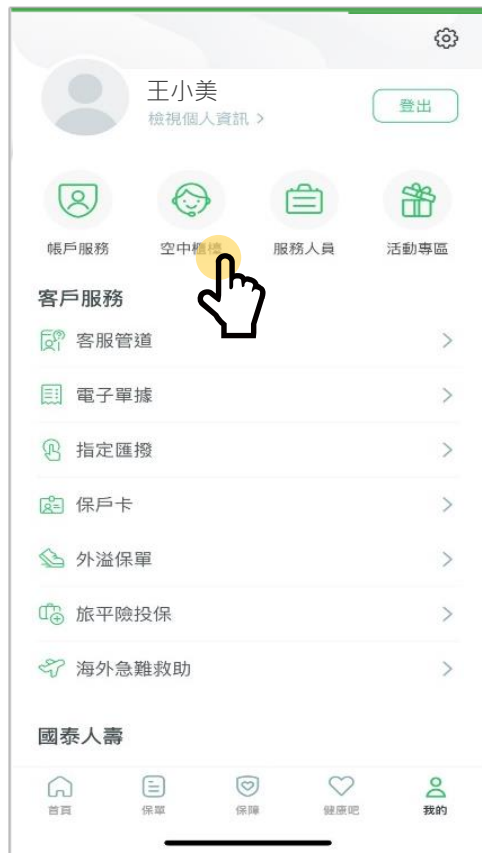 王小美
檢視個人資訊 >
登出
帳戶服務
空中櫃檯
服務人員
活動專區
客戶服務
客服管道
電子單據
指定匯撥
保戶卡
外溢保單
旅平險投保
海外急難救助
國泰人壽
首頁
保單
保障
健康吧
我的